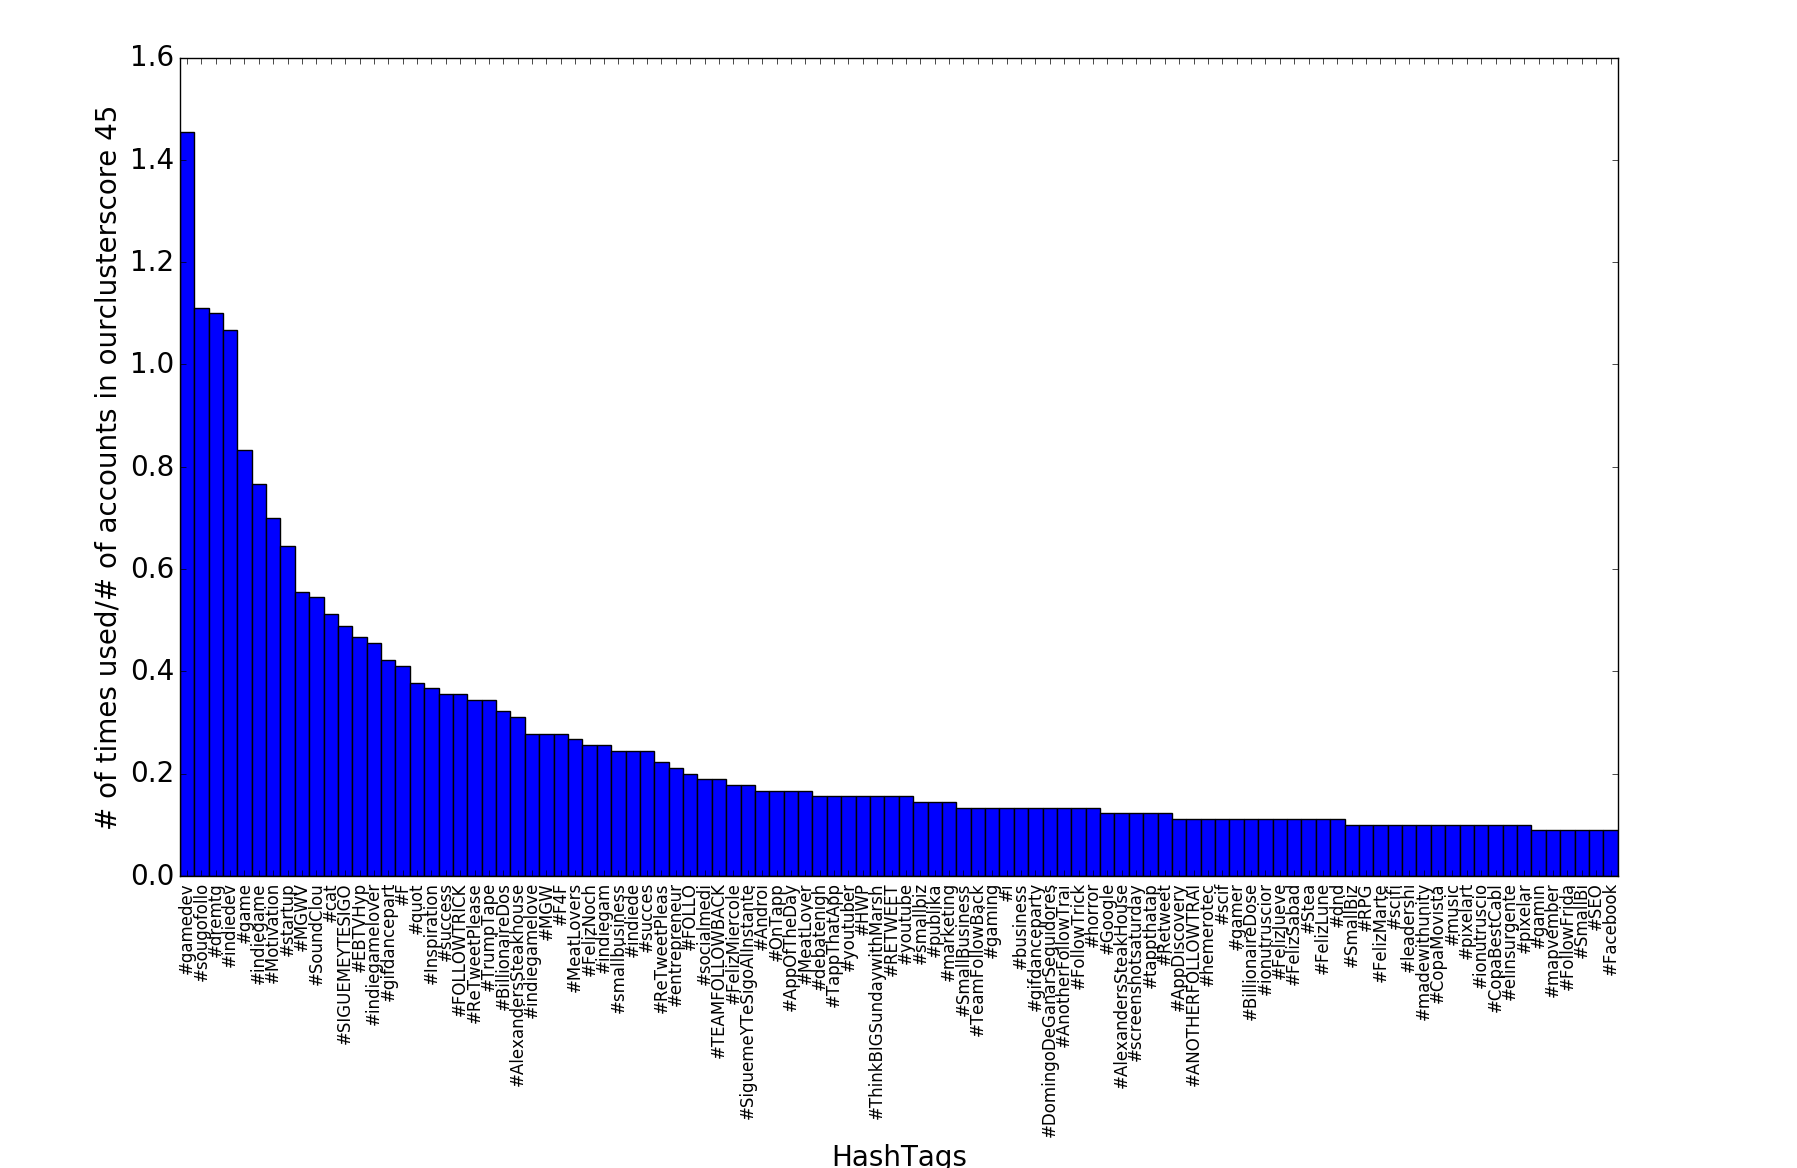 # of times used/# of accounts in ourclusterscore 45
1.6
1.4
1.2
1.0
0.8
0.6
0.4
0.2
0.0
#gamedev
#sougofollo
#dremtg
#indiedev
#game
#indiegame
#Motivation
#startup
#MGWV
#SoundClou
#cat
#SIGUEMEYTESIGO
#EBTVHyp
#indiegamelover
#gifdancepart
#F
#quot
#Inspiration
#success
#FOLLOWTRICK
#ReTweetPlease
#TrumpTape
#BillionaireDos
#AlexandersSteakhouse
#indiegamelove
#MGW
#F4F
#MeatLovers
#FelizNoch
#indiegam
#smallbusiness
#indiede
#succes
#ReTweetPleas
#entrepreneur
#FOLLO
#socialmedi
#TEAMFOLLOWBACK
#FelizMiercole
#SiguemeYTeSigoAlInstante
#Androi
#OnTapp
#AppOfTheDay
#MeatLover
#debatenigh
#TappThatApp
#youtuber
#HWP
#ThinkBIGSundaywithMarsh
#RETWEET
#youtube
#smallbiz
#publika
#marketing
#SmallBusiness
#TeamFollowBack
#gaming
#business
#gifdanceparty
#DomingoDeGanarSeguidores
#AnotherFollowTrai
#FollowTrick
#horror
#Google
#AlexandersSteakHouse
#screenshotsaturday
#tappthatapp
#Retweet
#AppDiscovery
#ANOTHERFOLLOWTRAI
#hemerotec
#scif
#gamer
#BillionaireDose
#ionutruscior
#FelizJueve
#FelizSabad
#Stea
#FelizLune
#dnd
#SmallBiz
#RPG
#FelizMarte
#scifi
#leadershi
#madewithunity
#CopaMovista
#music
#pixelart
#ionutruscio
#CopaBestCabl
#elinsurgente
#pixelar
#gamin
#mapvember
#FollowFrida
#SmallBi
#SEO
#Facebook
HashTags